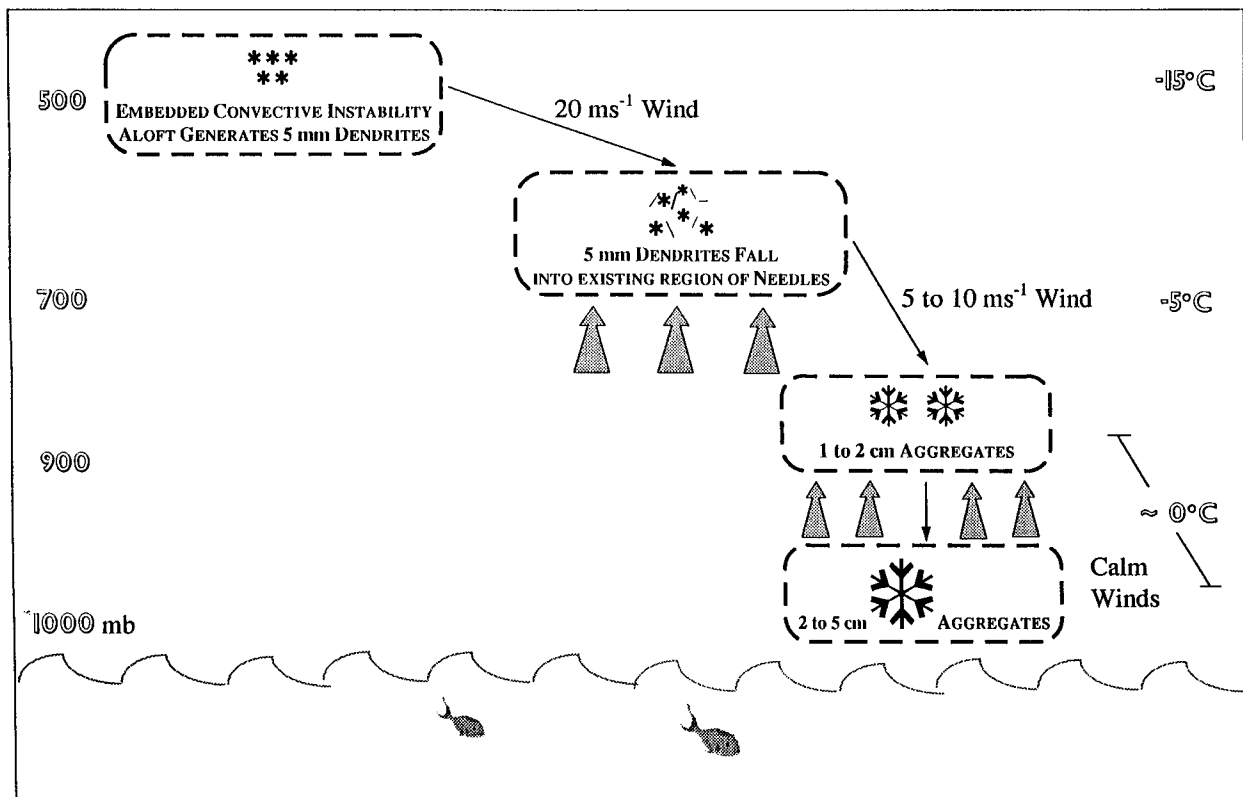 500
EMBEDDED CONVECTIVE INSTABILITY
ALOFT GENERATES 5 mm DENDRITES
20 ms⁻¹ Wind
-15°C
5 mm DENDRITES FALL
INTO EXISTING REGION OF NEEDLES
700
5 to 10 ms⁻¹ Wind
-5°C
1 to 2 cm AGGREGATES
900
≈ 0°C
Calm
Winds
2 to 5 cm AGGREGATES
1000 mb